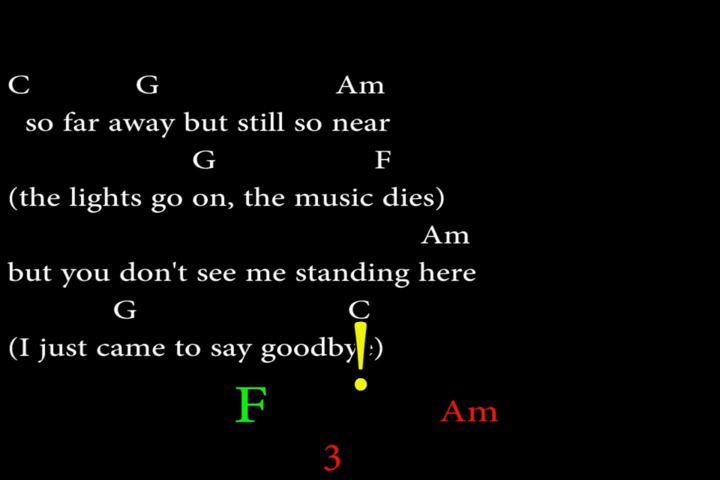 C G Am
so far away but still so near
G F
(the lights go on, the music dies)
Am
but you don't see me standing here
G C
(I just came to say goodbye)
!
F Am
3